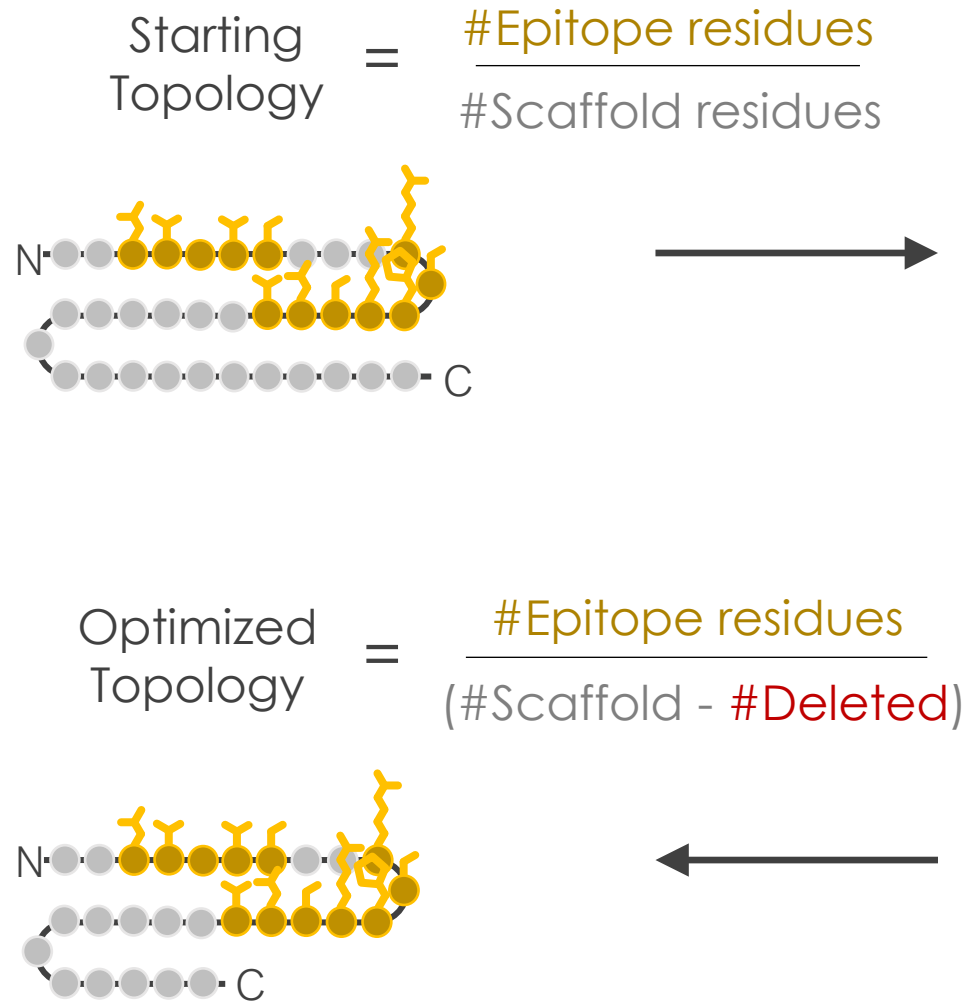 Starting
Topology
=
#Epitope residues
#Scaffold residues
N
C
Optimized
Topology
=
#Epitope residues
(#Scaffold - #Deleted)
N
C